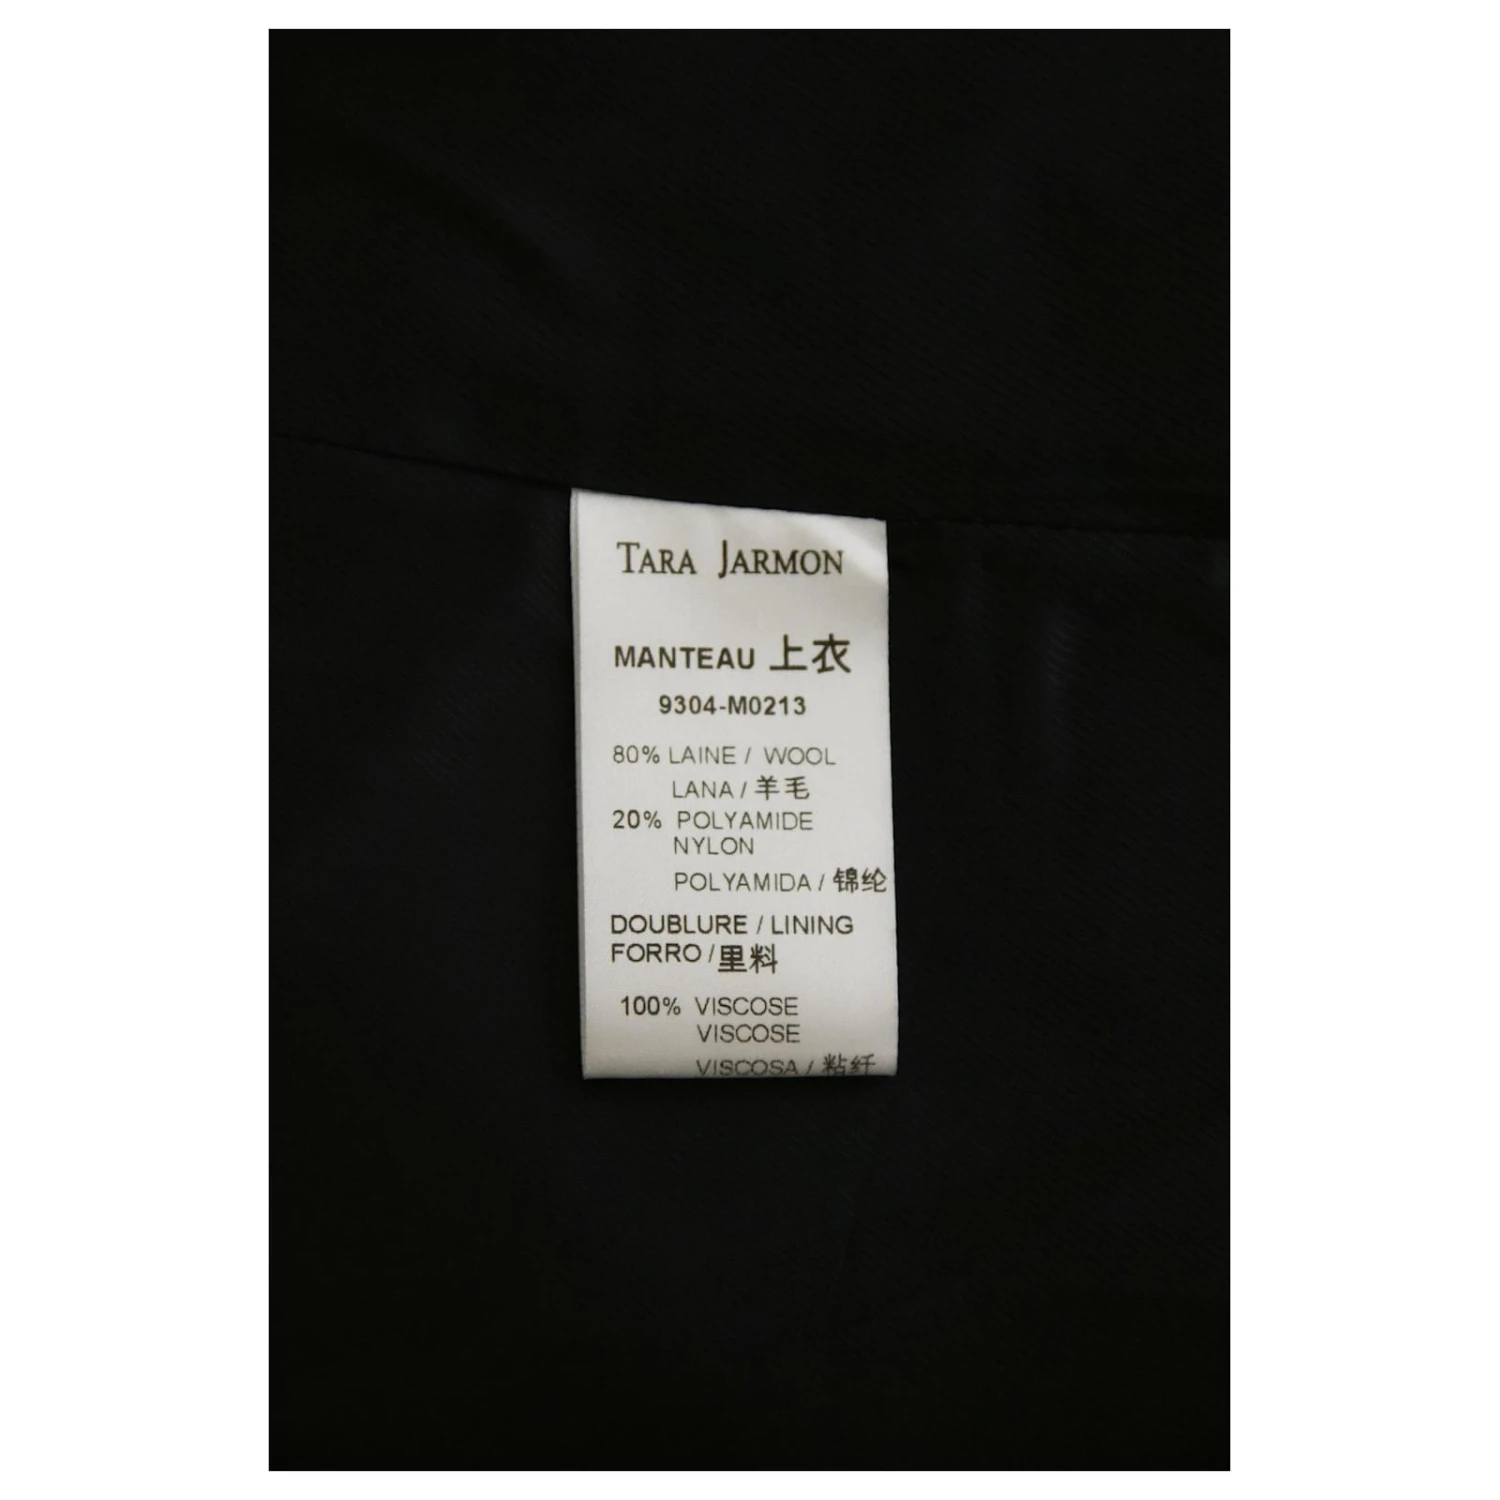 TARA JARMON
MANTEAU 上衣
9304-M0213
80% LAINE / WOOL
LANA / 羊毛
20% POLYAMIDE
NYLON
POLYAMIDA / 锦纶
DOUBLURE / LINING
FORRO / 里料
100% VISCOSE
VISCOSE
VISCOSA / 粘纤